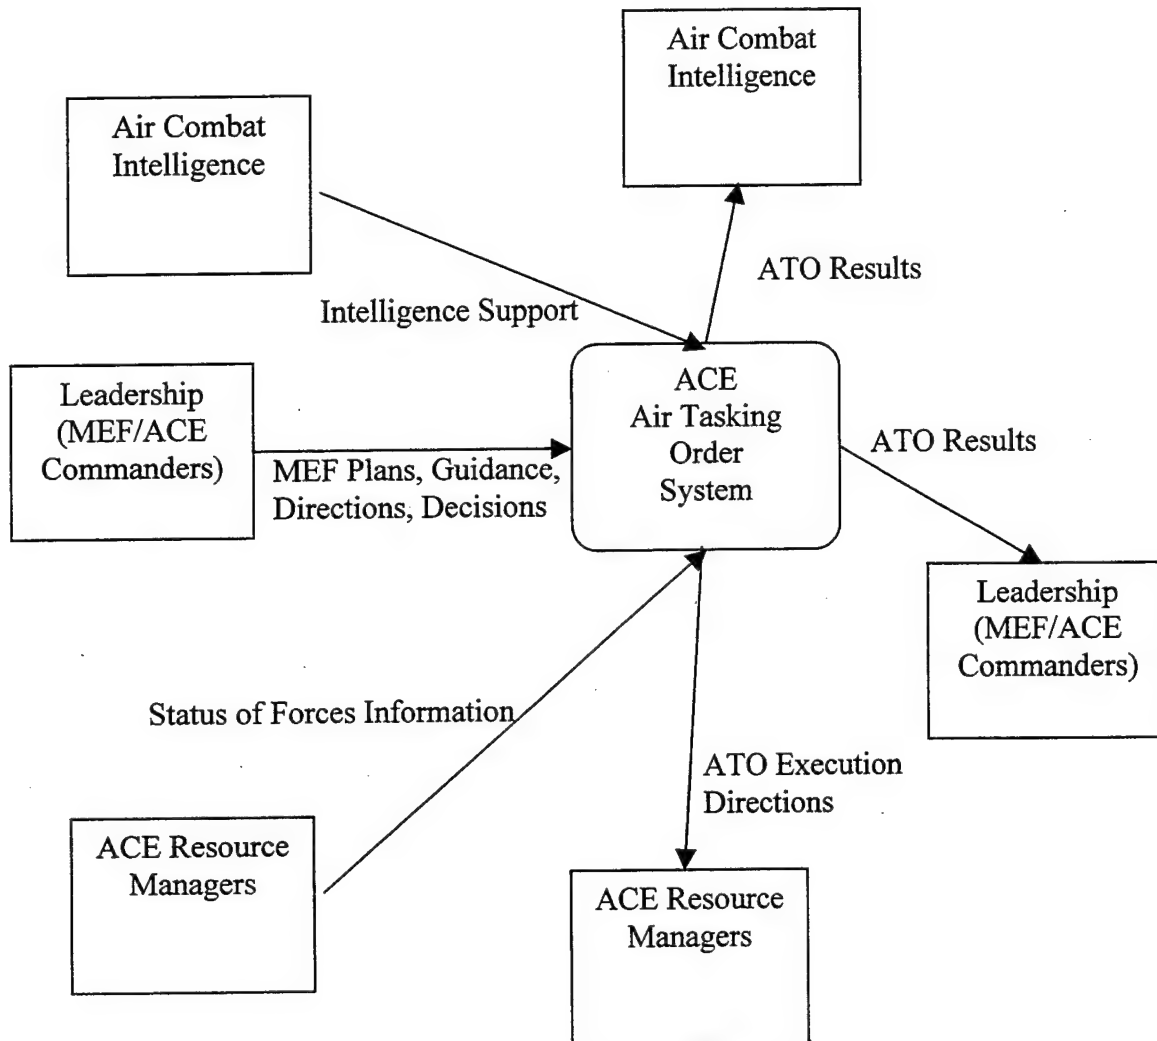 Air Combat
Intelligence
Air Combat
Intelligence
ATO Results
Intelligence Support
Leadership
(MEF/ACE
Commanders)
MEF Plans, Guidance,
Directions, Decisions
ACE
Air Tasking
Order
System
ATO Results
Leadership
(MEF/ACE
Commanders)
Status of Forces Information
ATO Execution
Directions
ACE Resource
Managers
ACE Resource
Managers